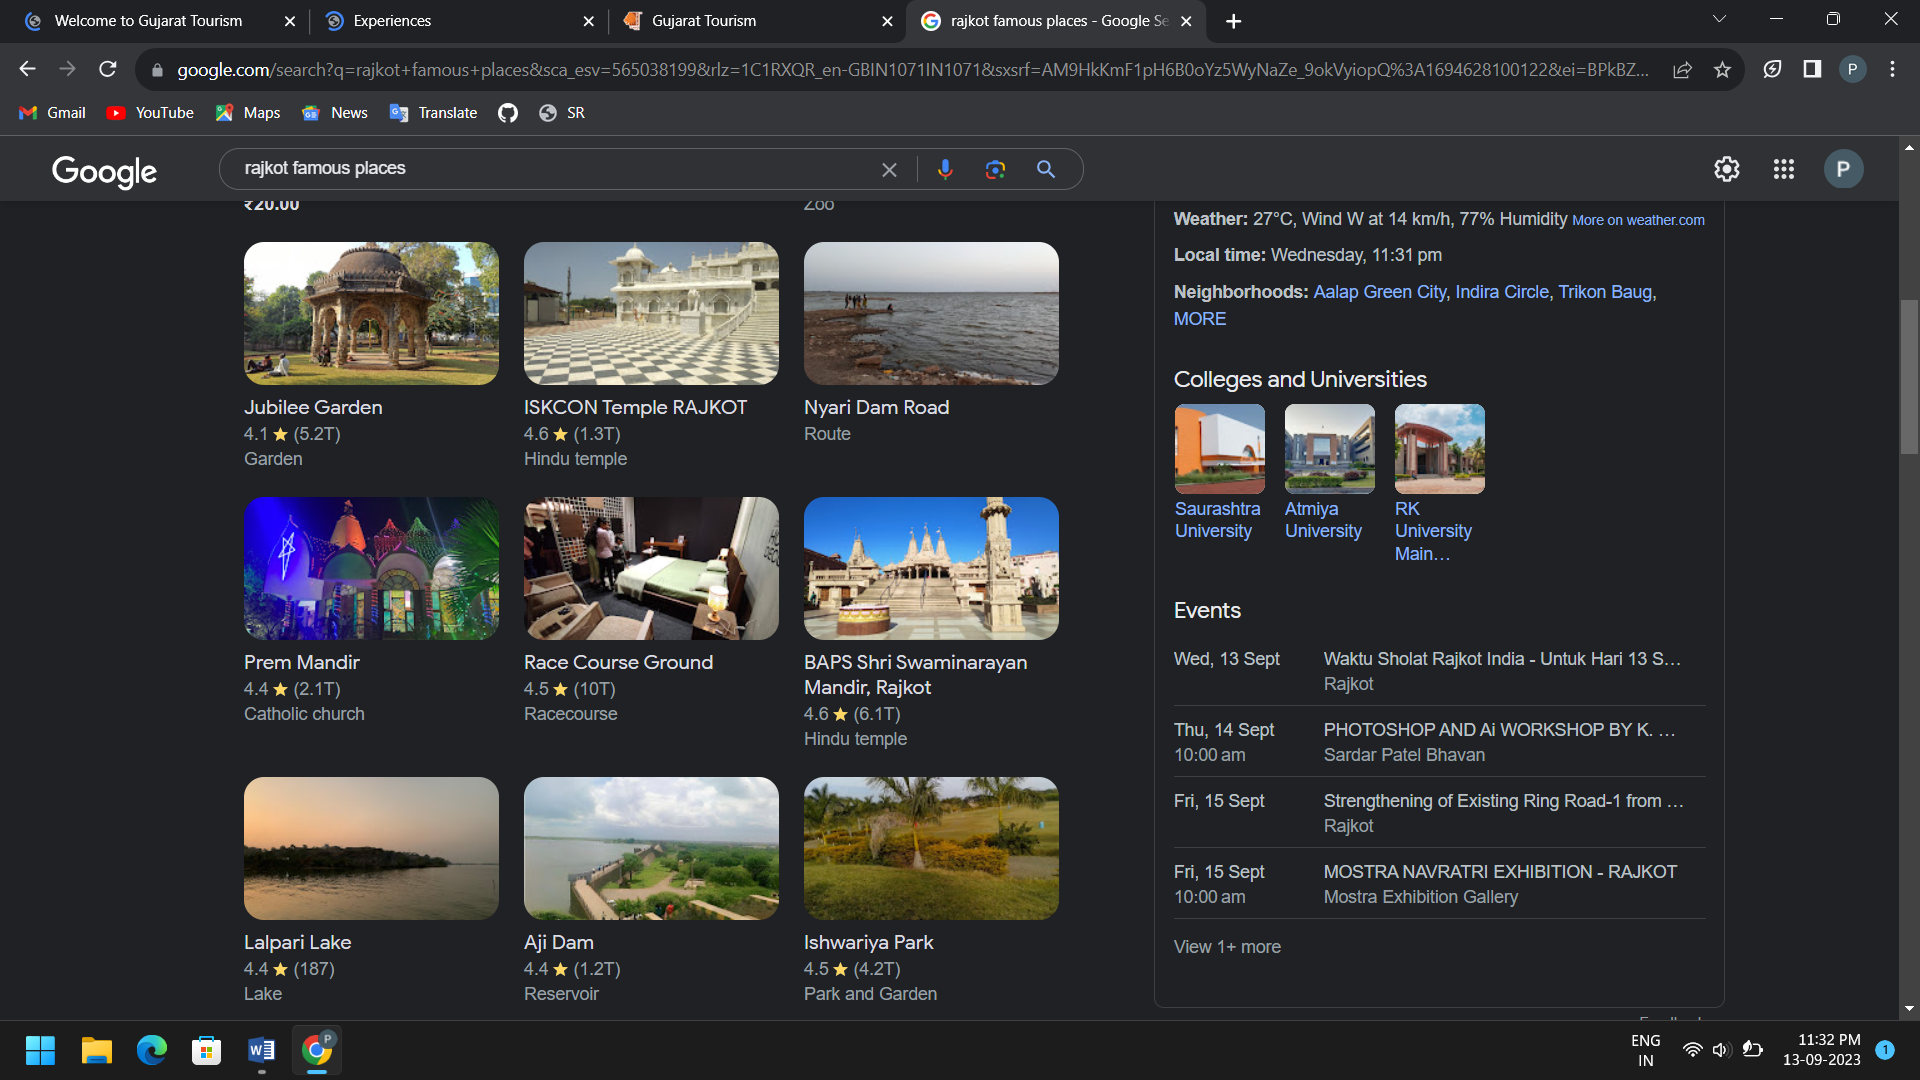 Welcome to Gujarat Tourism
Experiences
Gujarat Tourism
rajkot famous places - Google Se
google.com/search?q=rajkot+famous+places&sca_esv=565038199&rlz=1C1RXQR_en-GBIN1071IN1071&sxsrf=AM9HkKmF1pH6B0oYz5WyNaZe_9okVyiopQ%3A1694628100122&ei=BPkBZ...
P
Gmail
YouTube
Maps
News
Translate
SR
Google
rajkot famous places
P
₹20.00
Zoo
Jubilee Garden
4.1 ★ (5.2T)
Garden
ISKCON Temple RAJKOT
4.6 ★ (1.3T)
Hindu temple
Nyari Dam Road
Route
Prem Mandir
4.4 ★ (2.1T)
Catholic church
Race Course Ground
4.5 ★ (10T)
Racecourse
BAPS Shri Swaminarayan
Mandir, Rajkot
4.6 ★ (6.1T)
Hindu temple
Lalpari Lake
4.4 ★ (187)
Lake
Aji Dam
4.4 ★ (1.2T)
Reservoir
Ishwariya Park
4.5 ★ (4.2T)
Park and Garden
Weather: 27°C, Wind W at 14 km/h, 77% Humidity More on weather.com
Local time: Wednesday, 11:31 pm
Neighborhoods: Aalap Green City, Indira Circle, Trikon Baug,
MORE
Colleges and Universities
Saurashtra
University
Atmiya
University
RK
University
Main...
Events
Wed, 13 Sept
Waktu Sholat Rajkot India - Untuk Hari 13 S...
Rajkot
Thu, 14 Sept
10:00 am
PHOTOSHOP AND Ai WORKSHOP BY K. ...
Sardar Patel Bhavan
Fri, 15 Sept
Strengthening of Existing Ring Road-1 from ...
Rajkot
Fri, 15 Sept
10:00 am
MOSTRA NAVRATRI EXHIBITION - RAJKOT
Mostra Exhibition Gallery
View 1+ more
P
ENG
IN
11:32 PM
13-09-2023
1